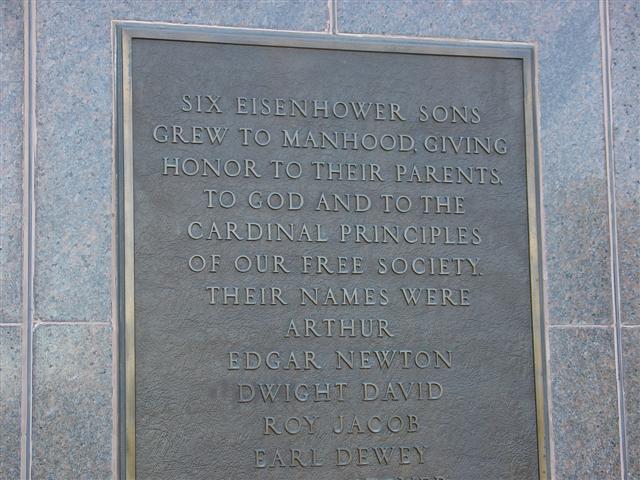 SIX EISENHOWER SONS
GREW TO MANHOOD, GIVING
HONOR TO THEIR PARENTS,
TO GOD AND TO THE
CARDINAL PRINCIPLES
OF OUR FREE SOCIETY.
THEIR NAMES WERE
ARTHUR
EDGAR NEWTON
DWIGHT DAVID
ROY JACOB
EARL DEWEY